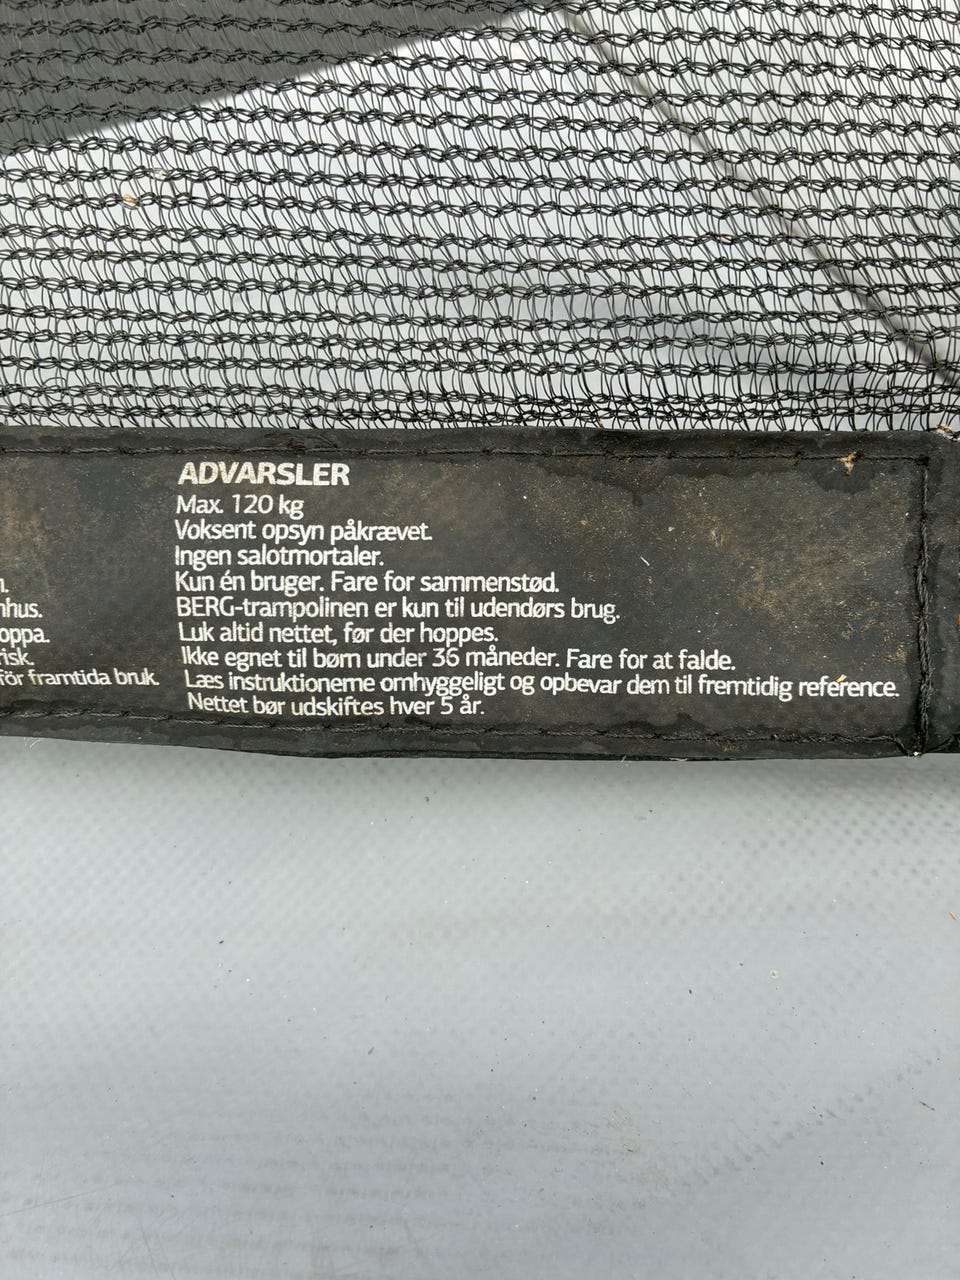 ADVARSLER
Max. 120 kg
Voksent opsyn påkrævet.
Ingen salotmortaler.
Kun én bruger. Fare for sammenstød.
BERG-trampolinen er kun til udendørs brug.
Luk altid nettet, før der hoppes.
Ikke egnet til børn under 36 måneder. Fare for at falde.
Læs instruktionerne omhyggeligt og opbevar dem til fremtidig reference.
Nettet bør udskiftes hver 5 år.
för framtida bruk.